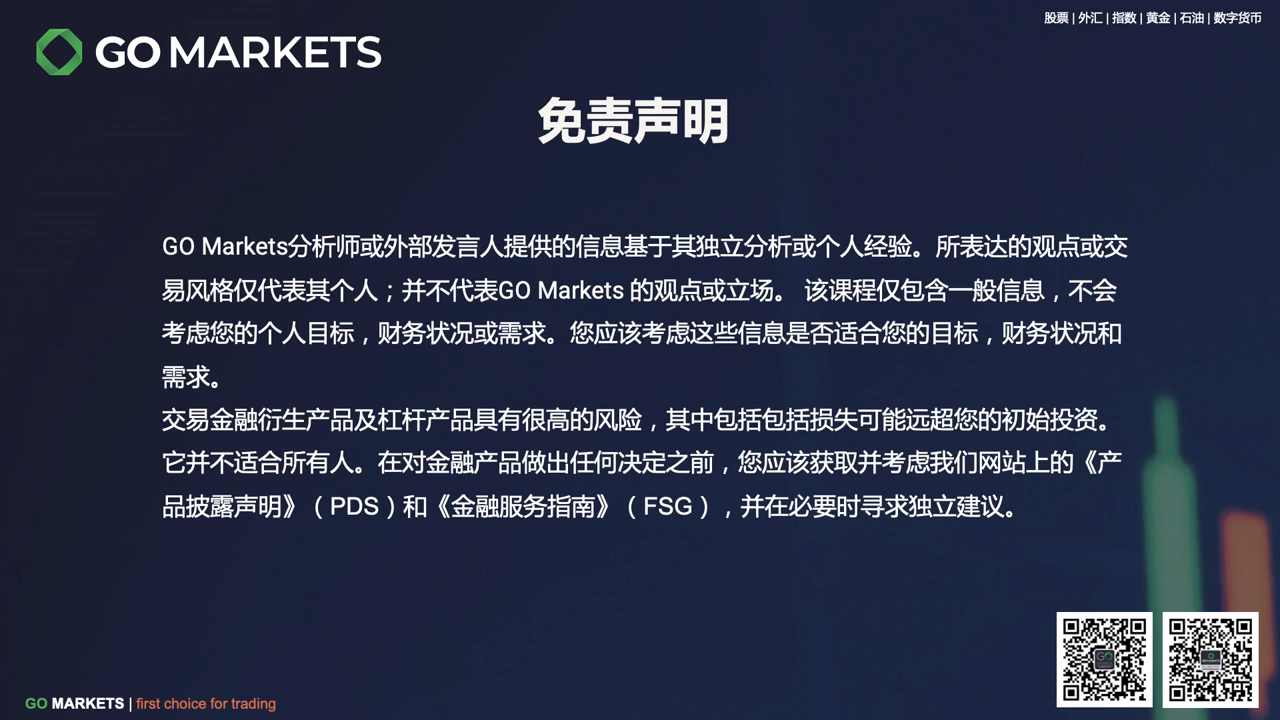 股票 | 外汇 | 指数 | 黄金 | 石油 | 数字货币
GO MARKETS
免责声明
GO Markets分析师或外部发言人提供的信息基于其独立分析或个人经验。所表达的观点或交
易风格仅代表其个人；并不代表GO Markets 的观点或立场。 该课程仅包含一般信息，不会
考虑您的个人目标，财务状况或需求。您应该考虑这些信息是否适合您的目标，财务状况和
需求。
交易金融衍生产品及杠杆产品具有很高的风险，其中包括包括损失可能远超您的初始投资。
它并不适合所有人。在对金融产品做出任何决定之前，您应该获取并考虑我们网站上的《产
品披露声明》（PDS）和《金融服务指南》（FSG），并在必要时寻求独立建议。
GO MARKETS | first choice for trading